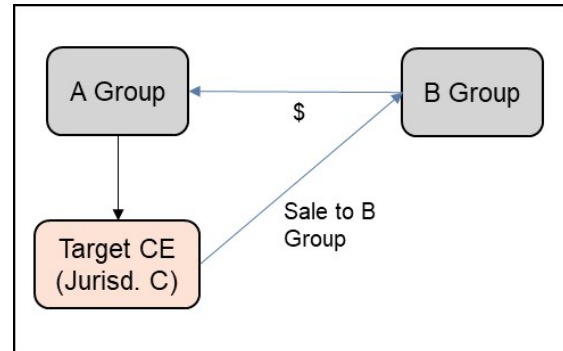 A Group
B Group
$
Sale to B
Group
Target CE
(Jurisd. C)